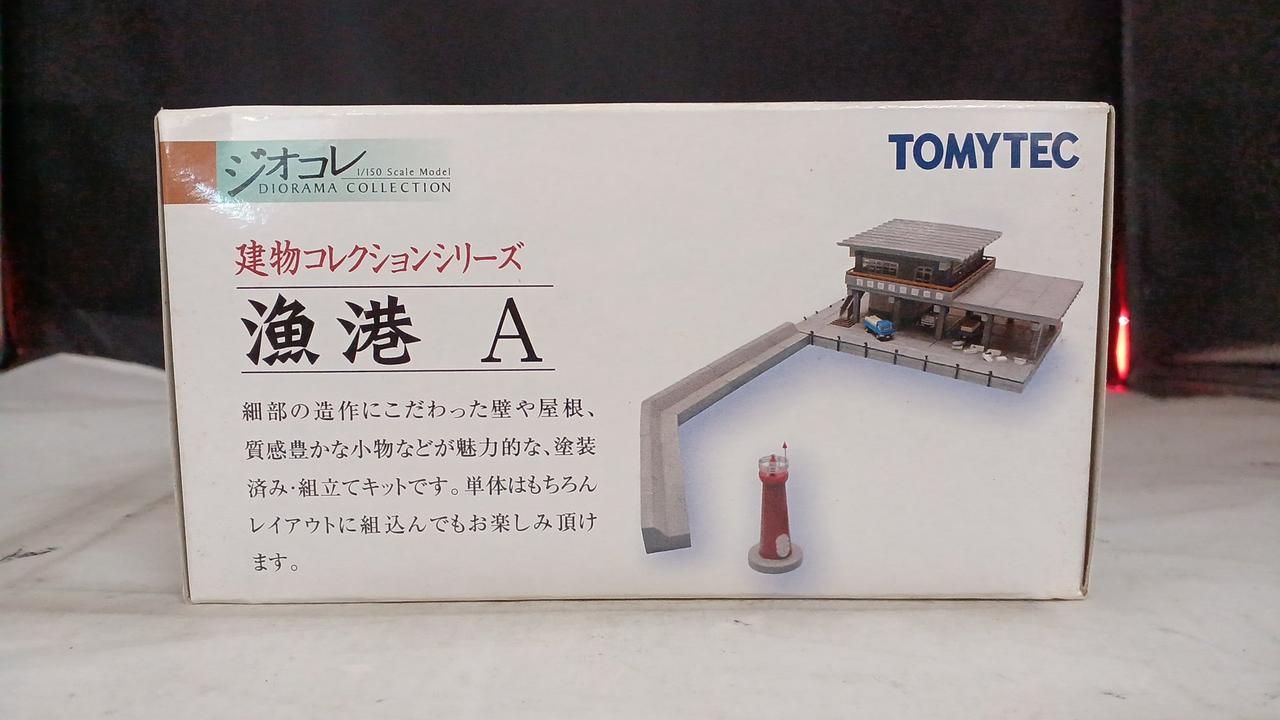 ジオコレ
1/150 Scale Model
DIORAMA COLLECTION
TOMYTEC
建物コレクションシリーズ
漁港 A
細部の造作にこだわった壁や屋根、
質感豊かな小物などが魅力的な、塗装
済み･組立てキットです。単体はもちろん
レイアウトに組込んでもお楽しみ頂け
ます。